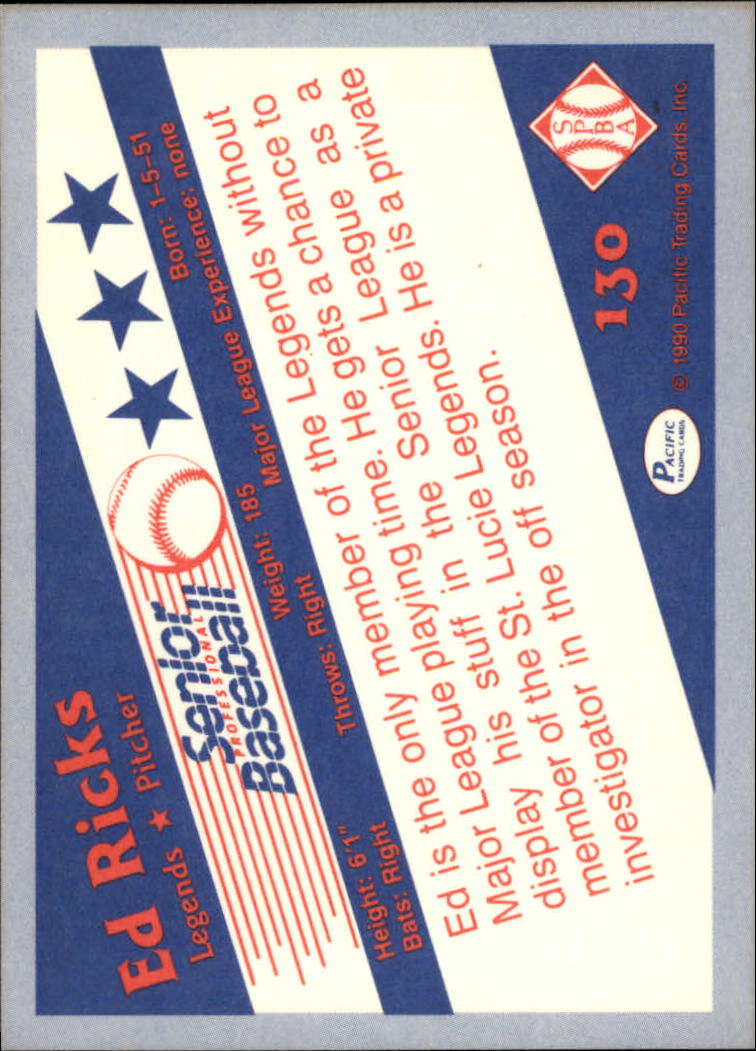 Ed Ricks
Legends ★ Pitcher
Senior
PROFESSIONAL
Baseball
Height: 6'1" Weight: 185 Born: 1-5-51
Bats: Right Throws: Right Major League Experience: none
Ed is the only member of the Legends without
Major League playing time. He gets a chance to
display his stuff in the Senior League as a
member of the St. Lucie Legends. He is a private
investigator in the off season.
PACIFIC
TRADING CARDS
130
S
P
B
A
© 1990 Pacific Trading Cards Inc.